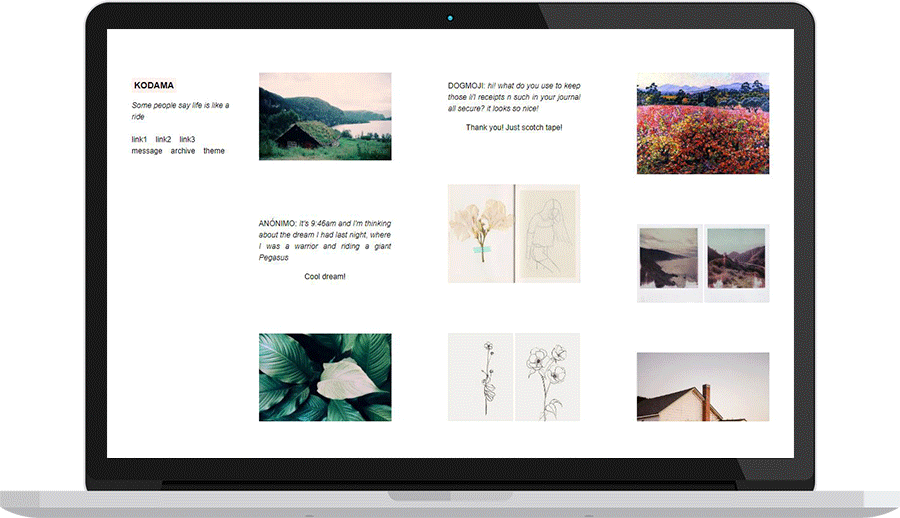 KODAMA
Some people say life is like a
ride
link1 link2 link3
message archive theme
ANÓNIMO: It's 9:46am and I'm thinking
about the dream I had last night, where
I was a warrior and riding a giant
Pegasus
Cool dream!
DOGMOJI: hi! what do you use to keep
those li'l receipts n such in your journal
all secure? it looks so nice!
Thank you! Just scotch tape!